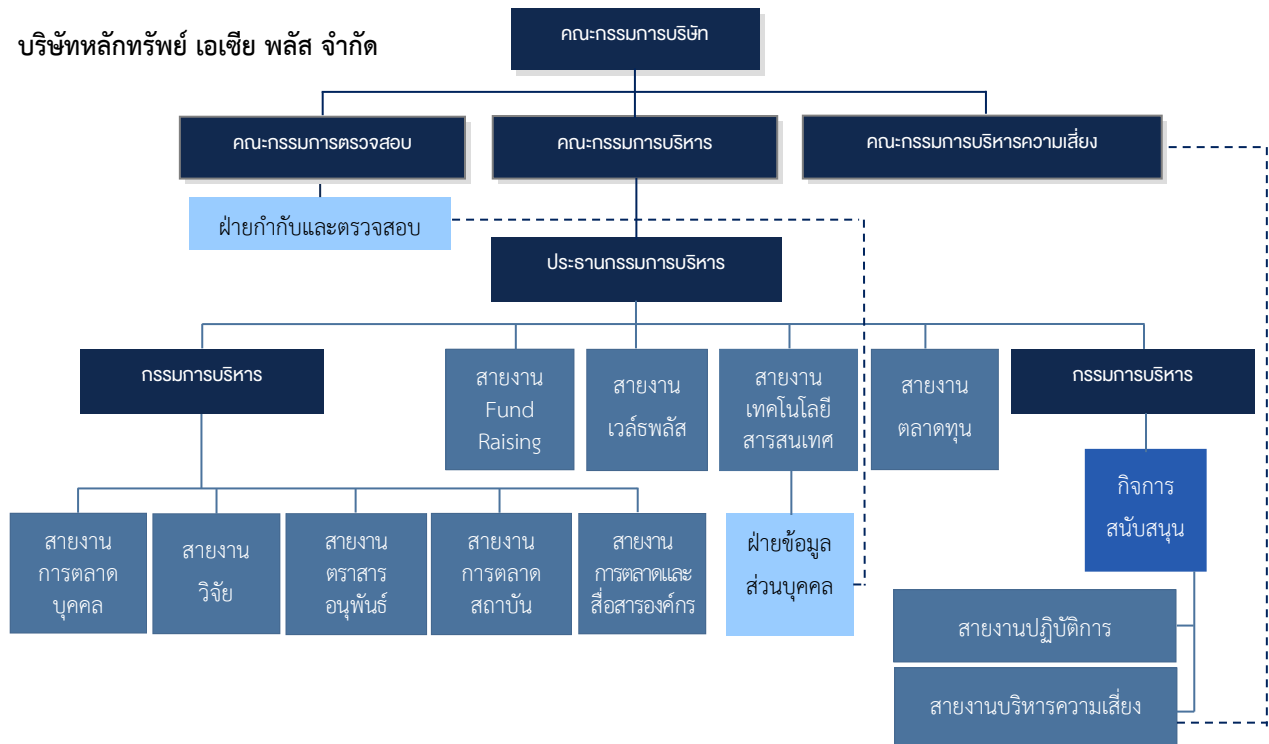 บริษัทหลักทรัพย์ เอเซีย พลัส จำกัด
คณะกรรมการบริษัท
คณะกรรมการตรวจสอบ
คณะกรรมการบริหาร
คณะกรรมการบริหารความเสี่ยง
ฝ่ายกำกับและตรวจสอบ
ประธานกรรมการบริหาร
กรรมการบริหาร
สายงาน
Fund
Raising
สายงาน
เวล์ธพลัส
สายงาน
เทคโนโลยี
สารสนเทศ
สายงาน
ตลาดทุน
กรรมการบริหาร
กิจการ
สนับสนุน
สายงาน
การตลาด
บุคคล
สายงาน
วิจัย
สายงาน
ตราสาร
อนุพันธ์
สายงาน
การตลาด
สถาบัน
สายงาน
การตลาดและ
สื่อสารองค์กร
ฝ่ายข้อมูล
ส่วนบุคคล
สายงานปฏิบัติการ
สายงานบริหารความเสี่ยง